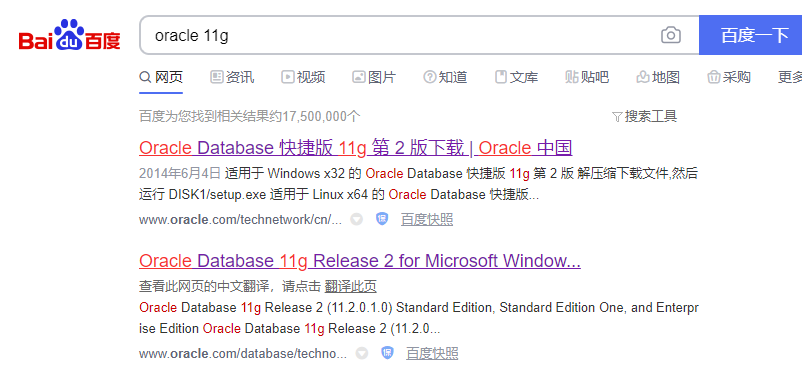 Bai du 百度
oracle 11g
百度一下
网页 资讯 视频 图片 知道 文库 贴吧 地图 采购 更多
百度为您找到相关结果约17,500,000个
搜索工具
Oracle Database 快捷版 11g 第 2 版下载 | Oracle 中国
2014年6月4日 适用于 Windows x32 的 Oracle Database 快捷版 11g 第 2 版 解压缩下载文件,然后
运行 DISK1/setup.exe 适用于 Linux x64 的 Oracle Database 快捷版...
www.oracle.com/technetwork/cn/... 保 百度快照
Oracle Database 11g Release 2 for Microsoft Window...
查看此网页的中文翻译，请点击 翻译此页
Oracle Database 11g Release 2 (11.2.0.1.0) Standard Edition, Standard Edition One, and Enterpr
ise Edition Oracle Database 11g Release 2 (11.2.0...
www.oracle.com/database/techno... 保 百度快照